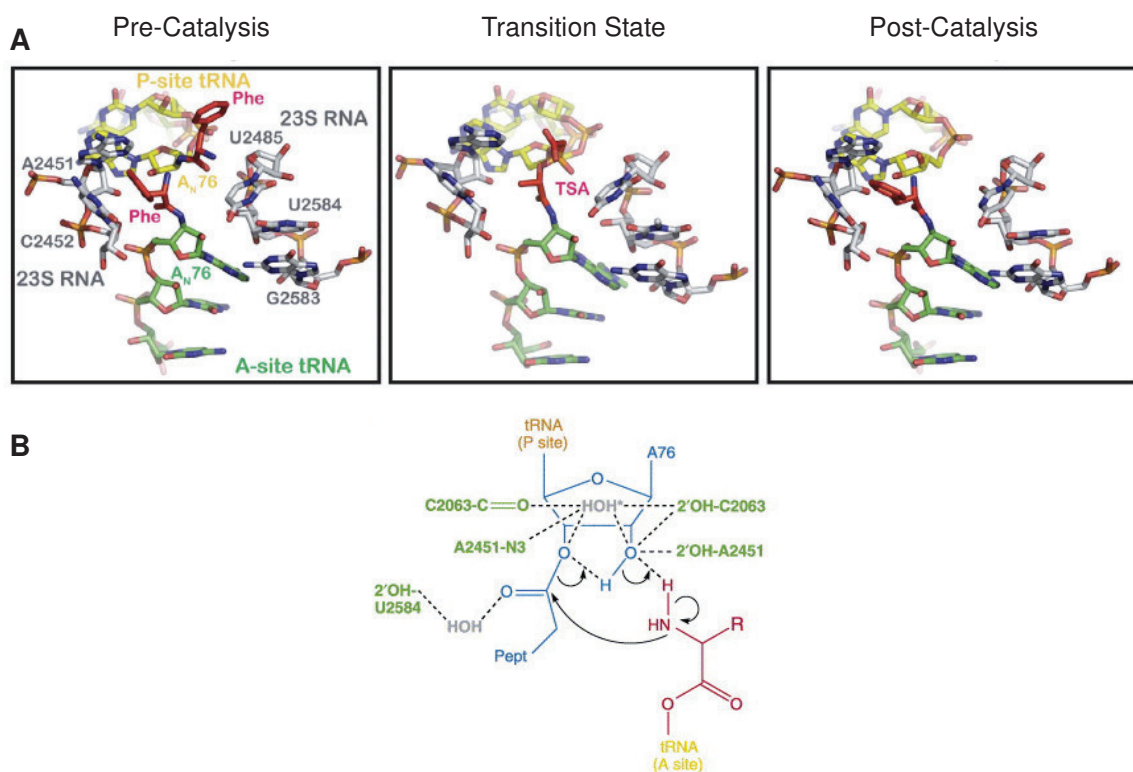 Pre-Catalysis
Transition State
Post-Catalysis
A
P-site tRNA
Phe
23S RNA
U2485
A2451
A_N76
U2584
Phe
C2452
23S RNA
A_N76
G2583
A-site tRNA
TSA
B
tRNA
(P site)
A76
O
C2063-C=O
HOH*
2'OH-C2063
A2451-N3
O
O
2'OH-A2451
2'OH-
U2584
O
H
H
HOH
HN
R
Pept
O
O
tRNA
(A site)